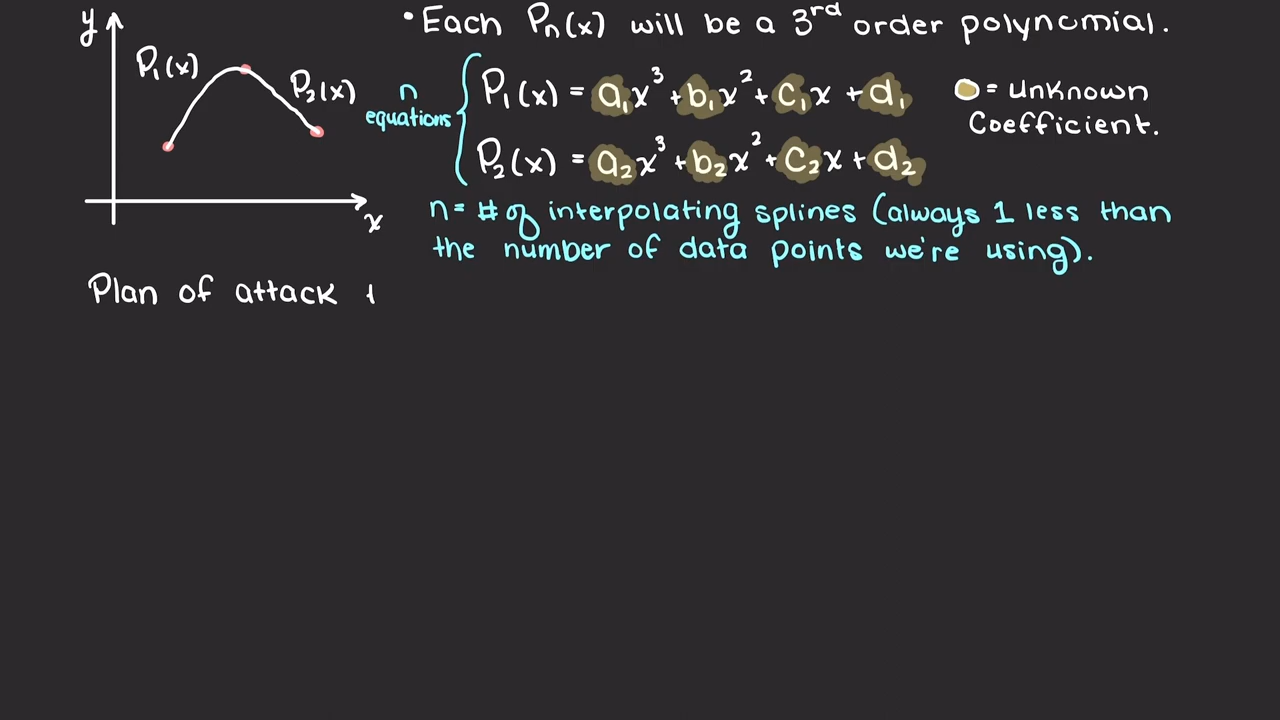 y
P₁(x)
P₂(x)
x
• Each Pₙ(x) will be a 3ʳᵈ order polynomial.
n
equations
P₁(x) = a₁x³ + b₁x² + c₁x + d₁
P₂(x) = a₂x³ + b₂x² + c₂x + d₂
= unknown
coefficient.
n = # of interpolating splines (always 1 less than
the number of data points we're using).
Plan of attack